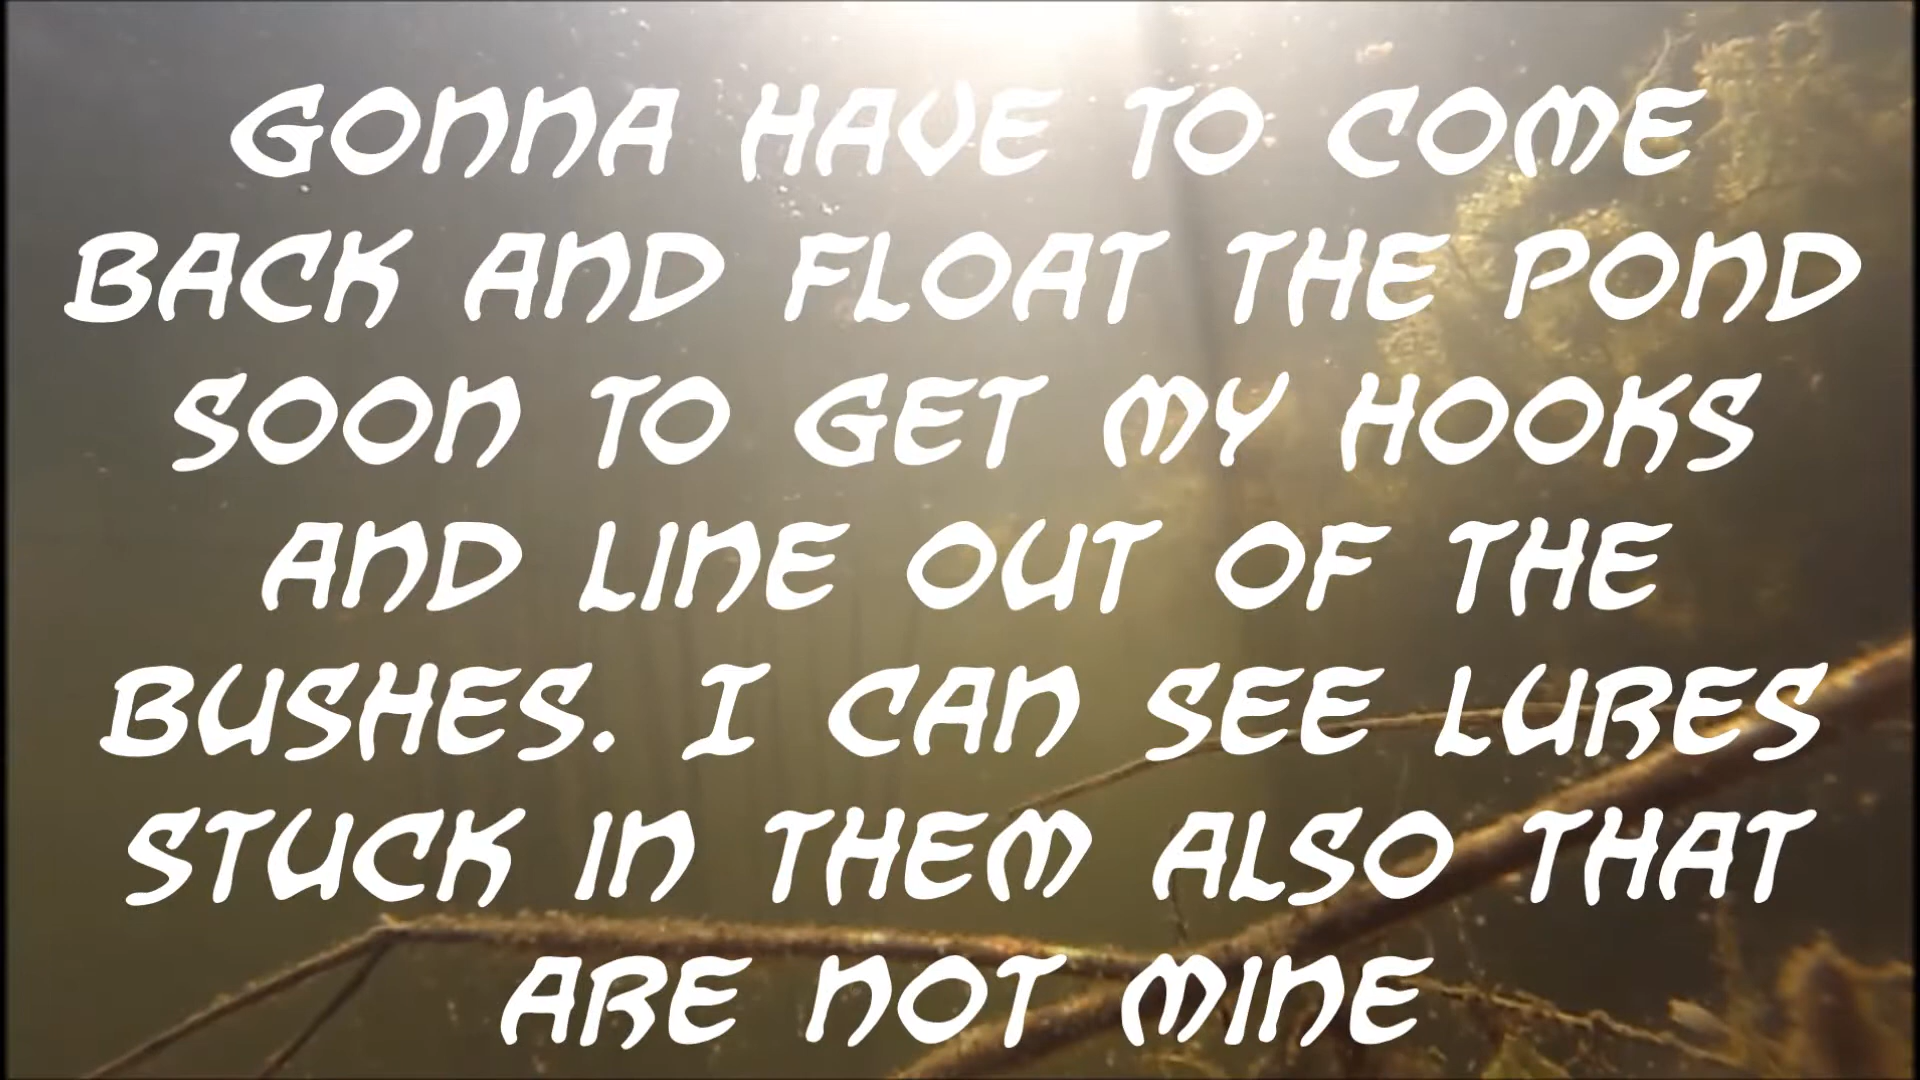 GONNA HAVE TO COME
BACK AND FLOAT THE POND
SOON TO GET MY HOOKS
AND LINE OUT OF THE
BUSHES. I CAN SEE LURES
STUCK IN THEM ALSO THAT
ARE NOT MINE